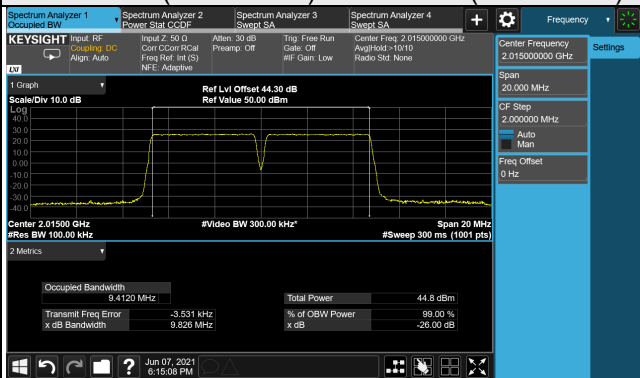 Spectrum Analyzer 1
Occupied BW
Spectrum Analyzer 2
Power Stat CCDF
Spectrum Analyzer 3
Swept SA
Spectrum Analyzer 4
Swept SA
Frequency
KEYSIGHT
Input: RF
Coupling: DC
Align: Auto
Input Z: 50 Ω
Corr CCorr RCal
Freq Ref: Int (S)
NFE: Adaptive
Atten: 30 dB
Preamp: Off
Trig: Free Run
Gate: Off
#IF Gain: Low
Center Freq: 2.015000000 GHz
Avg|Hold:>10/10
Radio Std: None
LXI
Center Frequency
2.015000000 GHz
Settings
Span
20.000 MHz
CF Step
2.000000 MHz
Auto
Man
Freq Offset
0 Hz
1 Graph
Scale/Div 10.0 dB
Ref Lvl Offset 44.30 dB
Ref Value 50.00 dBm
Log
40.0
30.0
20.0
10.0
0.00
-10.0
-20.0
-30.0
-40.0
Center 2.01500 GHz
#Res BW 100.00 kHz
#Video BW 300.00 kHz*
Span 20 MHz
#Sweep 300 ms (1001 pts)
2 Metrics
Occupied Bandwidth
9.4120 MHz
Total Power
44.8 dBm
Transmit Freq Error
-3.531 kHz
% of OBW Power
99.00 %
x dB Bandwidth
9.826 MHz
x dB
-26.00 dB
?
Jun 07, 2021
6:15:08 PM